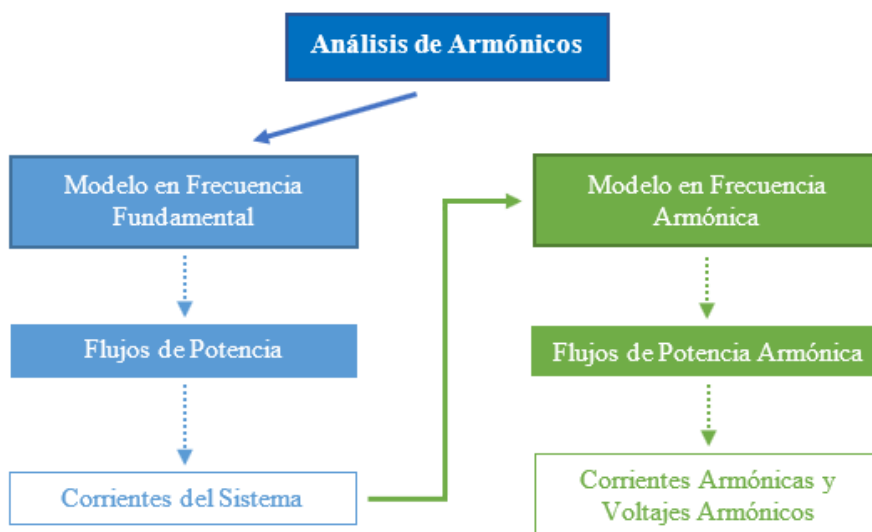 Análisis de Armónicos
Modelo en Frecuencia
Fundamental
Flujos de Potencia
Corrientes del Sistema
Modelo en Frecuencia
Armónica
Flujos de Potencia Armónica
Corrientes Armónicas y
Voltajes Armónicos